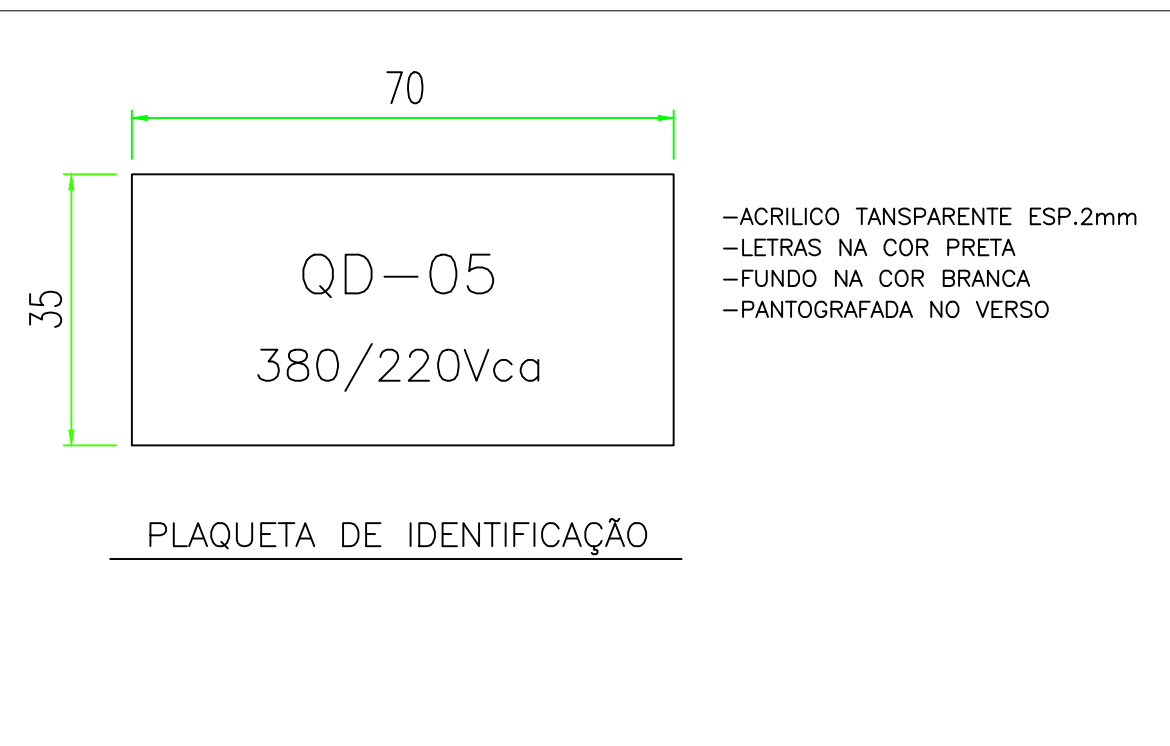 70
35
QD-05
380/220Vca
-ACRILICO TANSPARENTE ESP.2mm
-LETRAS NA COR PRETA
-FUNDO NA COR BRANCA
-PANTOGRAFADA NO VERSO
PLAQUETA DE IDENTIFICAÇÃO